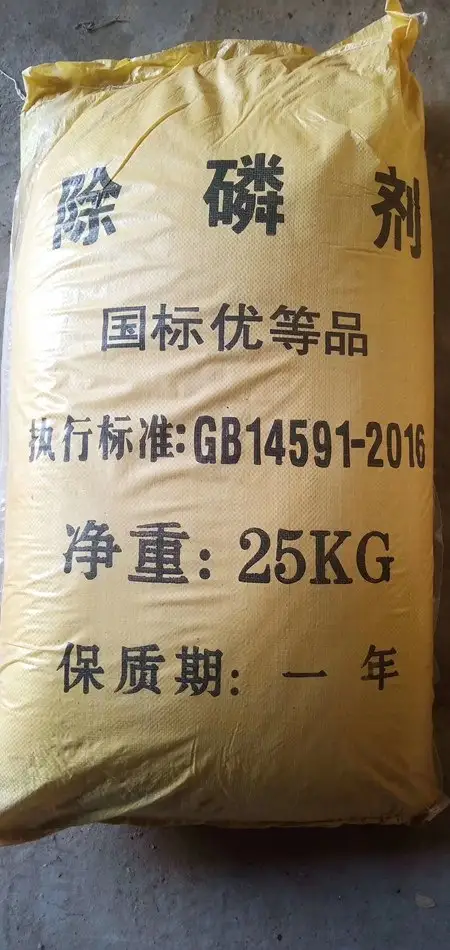 除磷剂
国标优等品
执行标准:GB14591-2016
净重:25KG
保质期:一年